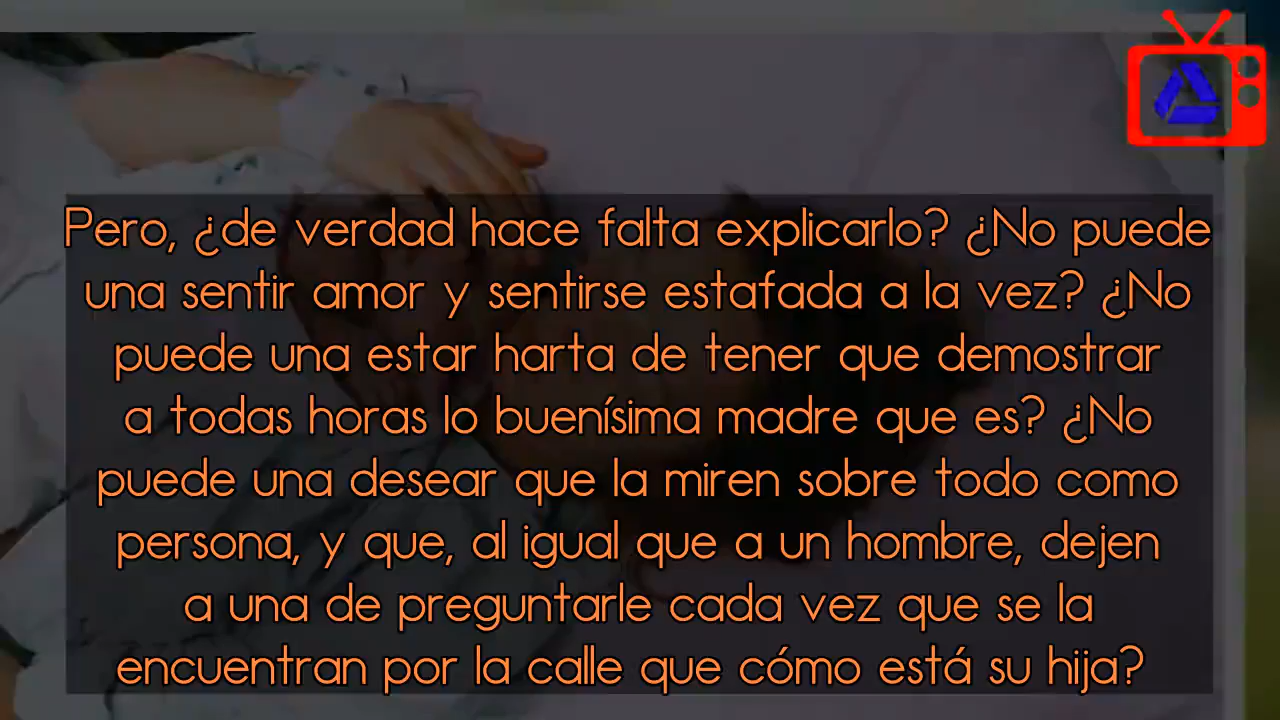 Pero, ¿de verdad hace falta explicarlo? ¿No puede
una sentir amor y sentirse estafada a la vez? ¿No
puede una estar harta de tener que demostrar
a todas horas lo buenísima madre que es? ¿No
puede una desear que la miren sobre todo como
persona, y que, al igual que a un hombre, dejen
a una de preguntarle cada vez que se la
encuentran por la calle que cómo está su hija?